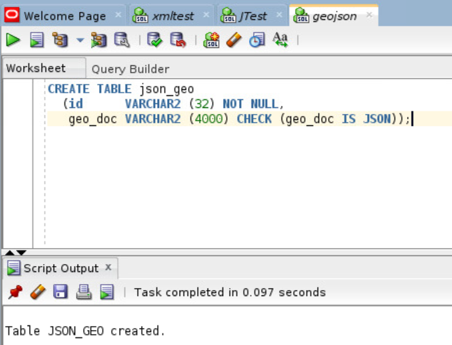 Welcome Page × xmltest × JTest × geojson ×
Worksheet Query Builder
CREATE TABLE json_geo
(id VARCHAR2 (32) NOT NULL,
geo_doc VARCHAR2 (4000) CHECK (geo_doc IS JSON));
Script Output ×
Task completed in 0.097 seconds
Table JSON_GEO created.